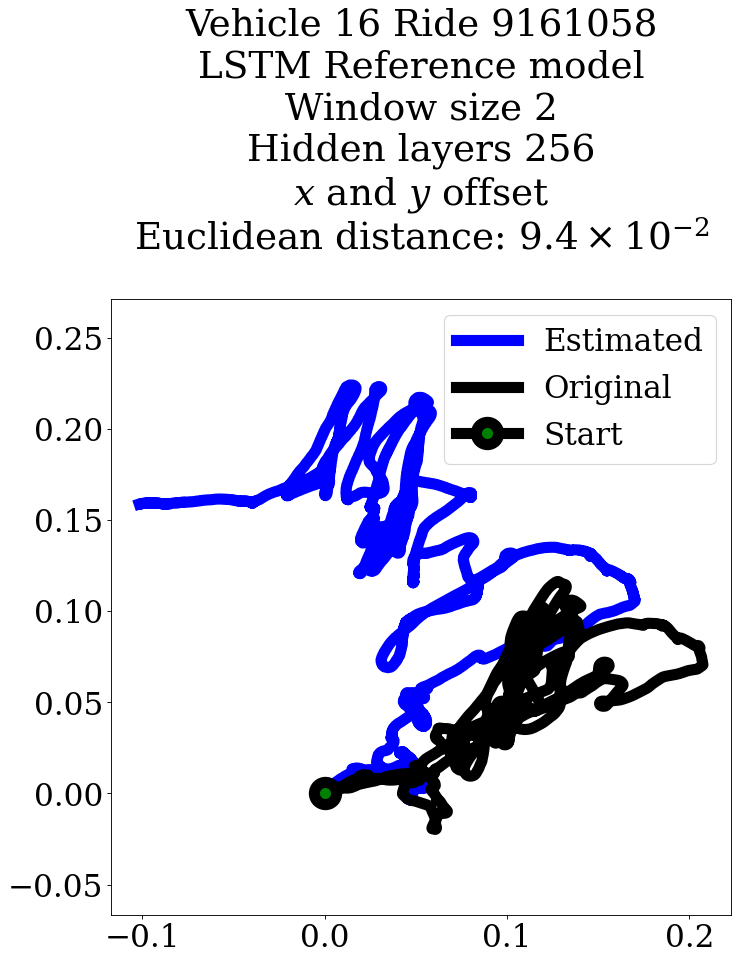 Vehicle 16 Ride 9161058
LSTM Reference model
Window size 2
Hidden layers 256
x and y offset
Euclidean distance: 9.4 × 10⁻²
Estimated
Original
Start
0.25
0.20
0.15
0.10
0.05
0.00
−0.05
−0.1 0.0 0.1 0.2